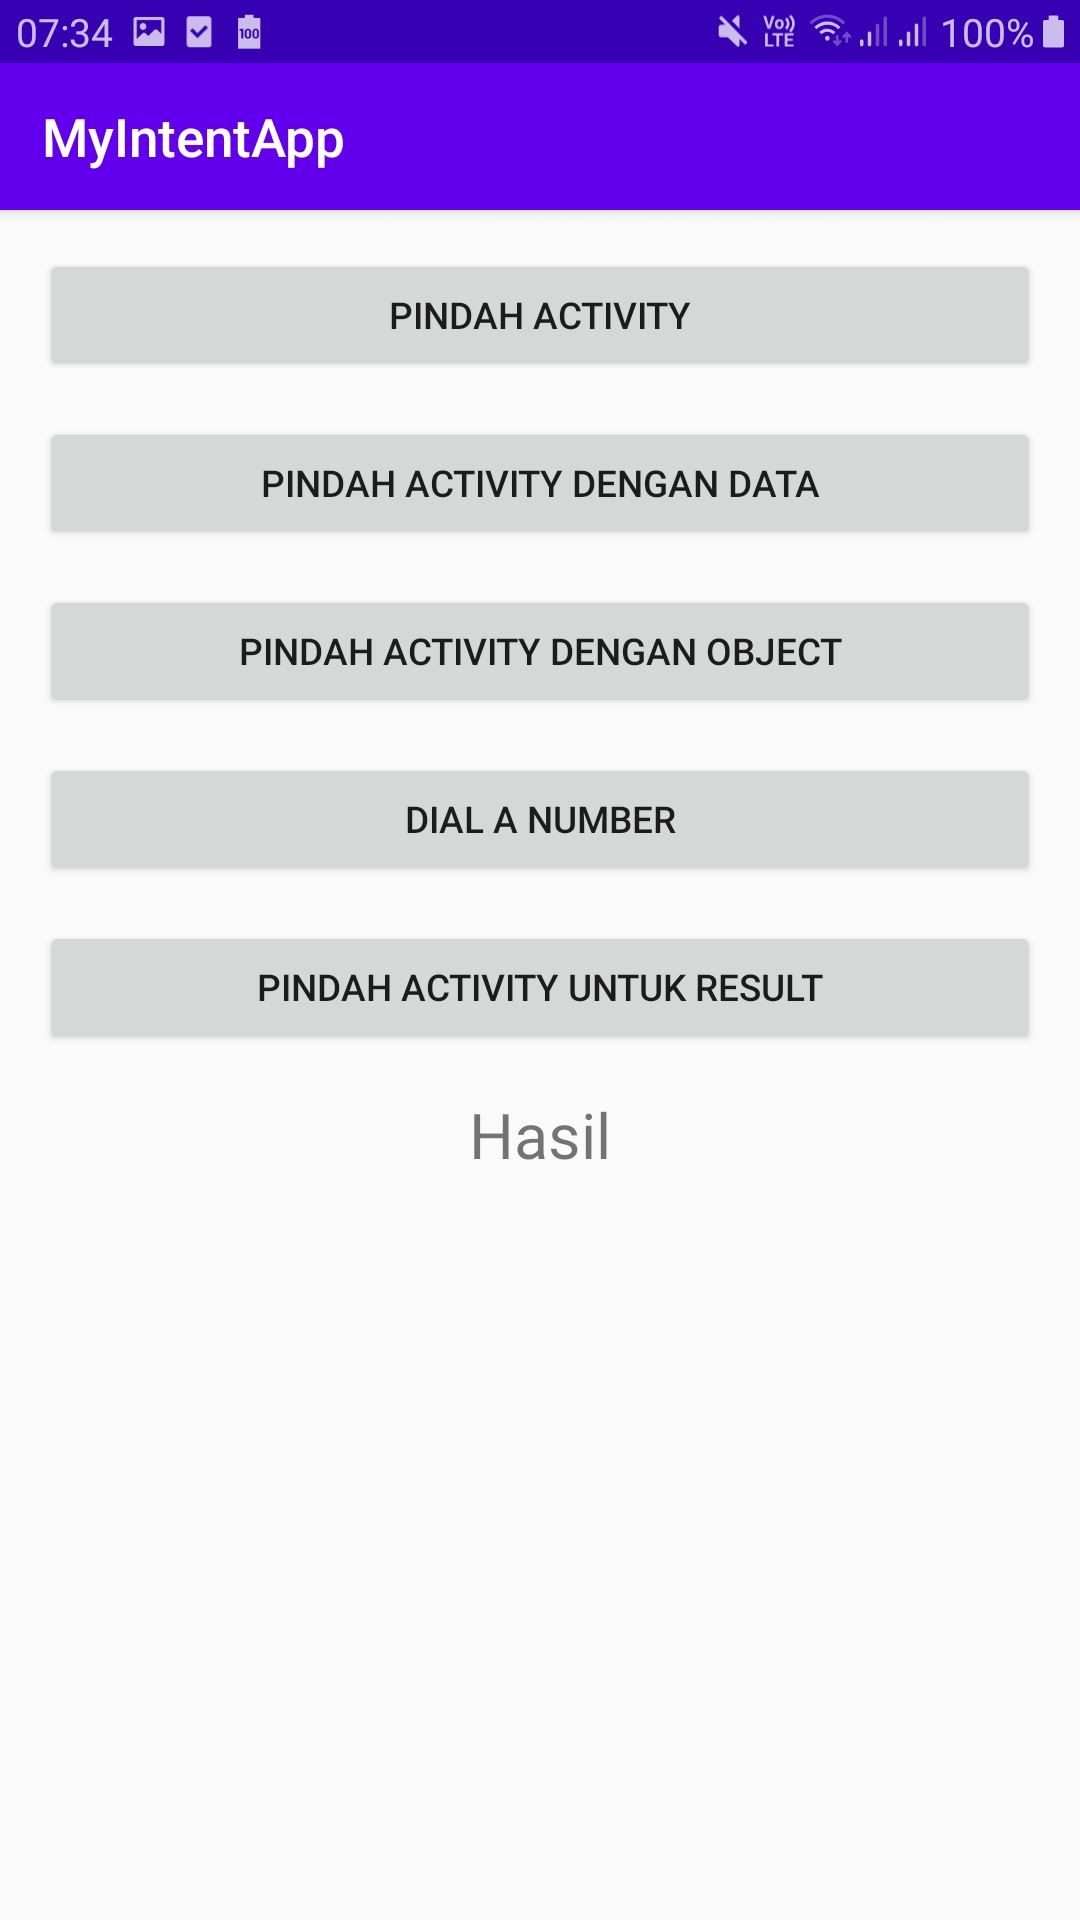 07:34 100 Vo)) LTE 100%
MyIntentApp
PINDAH ACTIVITY
PINDAH ACTIVITY DENGAN DATA
PINDAH ACTIVITY DENGAN OBJECT
DIAL A NUMBER
PINDAH ACTIVITY UNTUK RESULT
Hasil